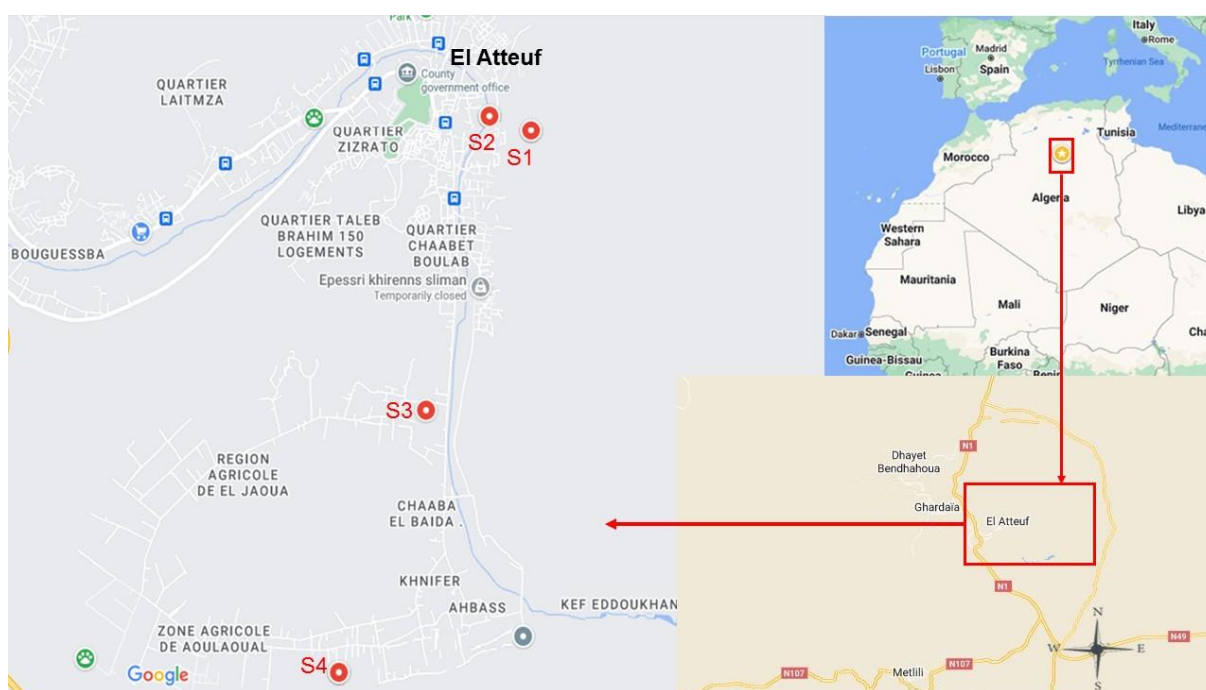 Park
El Atteuf
County
government office
QUARTIER
LAITMZA
QUARTIER
ZIZRATO
S2
S1
QUARTIER TALEB
BRAHIM 150
LOGEMENTS
QUARTIER
CHAABET
BOULAB
BOUGUESSBA
Epessri khirenns sliman
Temporarily closed
S3
REGION
AGRICOLE
DE EL JAOUA
CHAABA
EL BAIDA .
KHNIFER
AHBASS
KEF EDDOUKHAN
ZONE AGRICOLE
DE AOULAOUAL
Google
S4
Italy
Rome
Portugal
Madrid
Lisbon
Spain
Tyrrhenian Sea
Tunisia
Mediterranea
Morocco
Algeria
Libya
Western
Sahara
Mauritania
Mali
Niger
Cha
Dakar
Senegal
Burkina
Faso
Guinea-Bissau
Guinea
Benin
N1
Dhayet
Bendhahoua
Ghardaïa
El Atteuf
N1
N
W
E
S
N49
N107
N107
Metlili